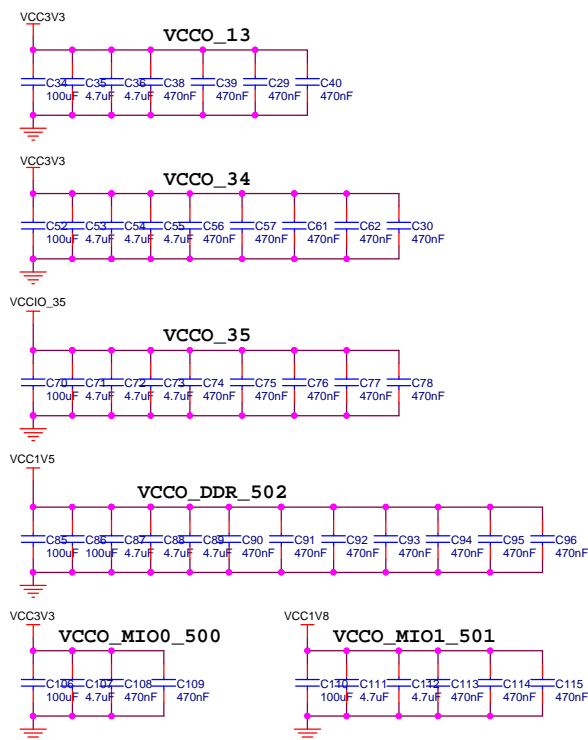 VCC3V3
VCCO_13
C34 C35 C36 C38 C39 C29 C40
100uF 4.7uF 4.7uF 470nF 470nF 470nF 470nF
VCC3V3
VCCO_34
C52 C53 C54 C55 C56 C57 C61 C62 C30
100uF 4.7uF 4.7uF 4.7uF 470nF 470nF 470nF 470nF 470nF
VCCIO_35
VCCO_35
C70 C71 C72 C73 C74 C75 C76 C77 C78
100uF 4.7uF 4.7uF 4.7uF 470nF 470nF 470nF 470nF 470nF
VCC1V5
VCCO_DDR_502
C85 C86 C87 C88 C89 C90 C91 C92 C93 C94 C95 C96
100uF 100uF 4.7uF 4.7uF 4.7uF 470nF 470nF 470nF 470nF 470nF 470nF 470nF
VCC3V3
VCCO_MIO0_500
C106 C107 C108 C109
100uF 4.7uF 470nF 470nF
VCC1V8
VCCO_MIO1_501
C110 C111 C112 C113 C114 C115
100uF 4.7uF 4.7uF 470nF 470nF 470nF